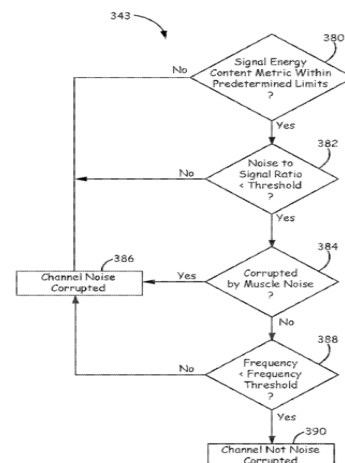 343
380
Signal Energy
Content Metric Within
Predetermined Limits
?
No
Yes
382
Noise to
Signal Ratio
< Threshold
?
No
Yes
384
Corrupted
by Muscle Noise
?
Yes
No
386
Channel Noise
Corrupted
388
Frequency
< Frequency
Threshold
?
No
Yes
390
Channel Not Noise
Corrupted